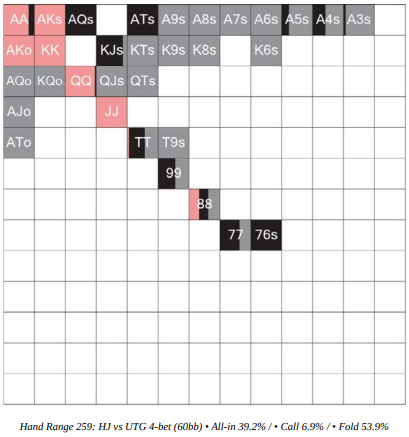 AA AKs AQs ATs A9s A8s A7s A6s A5s A4s A3s
AKo KK KJs KTs K9s K8s K6s
AQo KQo QQ QJs QTs
AJo JJ
ATo TT T9s
99
88
77 76s
Hand Range 259: HJ vs UTG 4-bet (60bb) • All-in 39.2% / • Call 6.9% / • Fold 53.9%